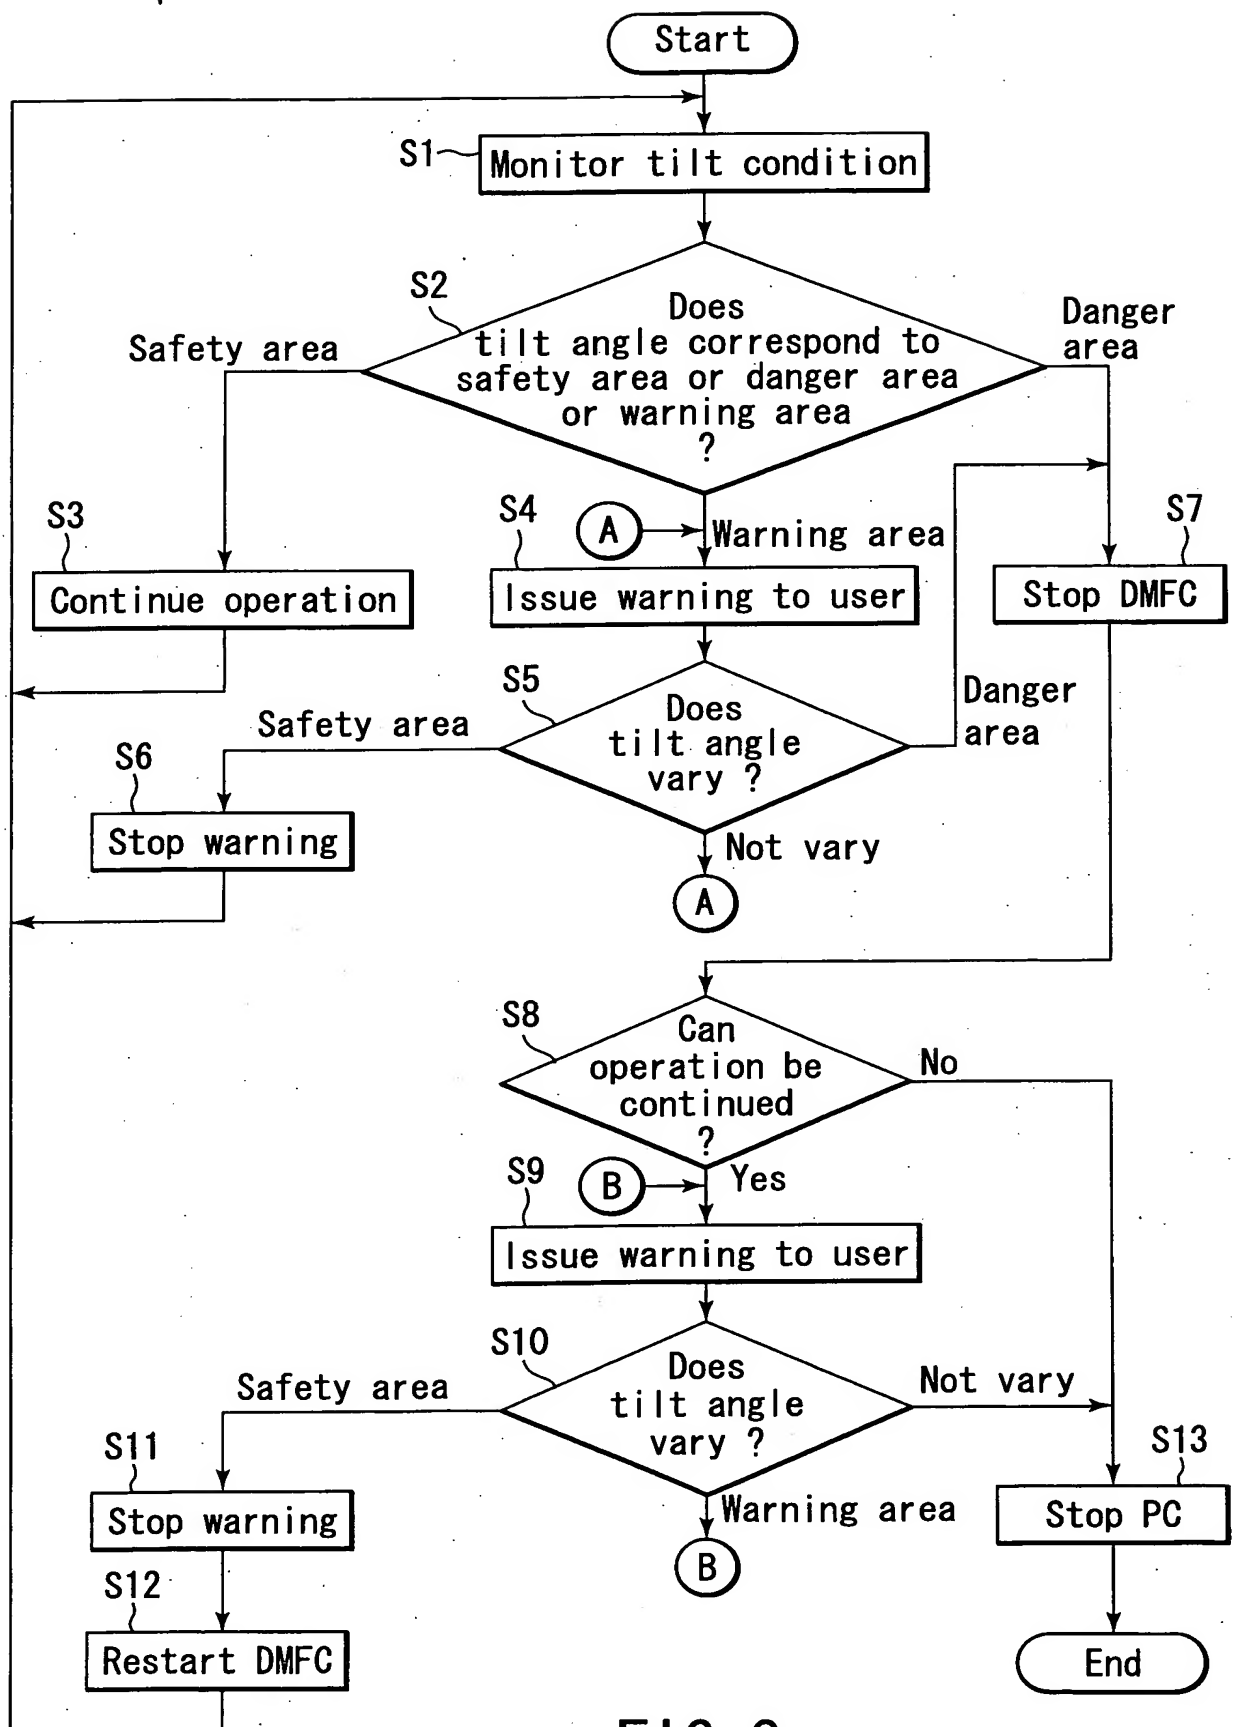 Start
S1
Monitor tilt condition
S2
Does
tilt angle correspond to
safety area or danger area
or warning area
?
Safety area
Danger
area
S3
Continue operation
A
Warning area
S4
Issue warning to user
S7
Stop DMFC
S5
Does
tilt angle
vary ?
Safety area
Danger
area
S6
Stop warning
Not vary
A
S8
Can
operation be
continued
?
No
B
Yes
S9
Issue warning to user
S10
Does
tilt angle
vary ?
Safety area
Not vary
S11
Stop warning
Warning area
B
S13
Stop PC
S12
Restart DMFC
End